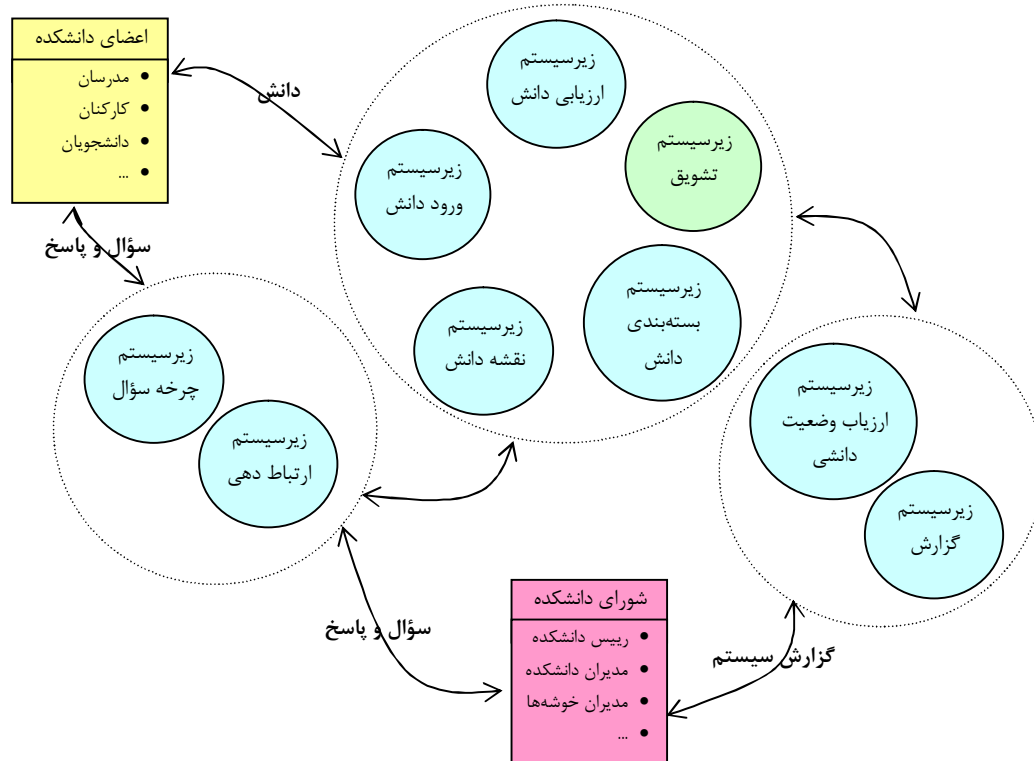 اعضای دانشکده
• مدرسان
• کارکنان
• دانشجویان
• ...
دانش
سؤال و پاسخ
زیرسیستم
ارزیابی دانش
زیرسیستم
تشویق
زیرسیستم
ورود دانش
زیرسیستم
بسته‌بندی
دانش
زیرسیستم
نقشه دانش
زیرسیستم
چرخه سؤال
زیرسیستم
ارتباط دهی
زیرسیستم
ارزیاب وضعیت
دانشی
زیرسیستم
گزارش
سؤال و پاسخ
گزارش سیستم
شورای دانشکده
• رییس دانشکده
• مدیران دانشکده
• مدیران خوشه‌ها
• ...